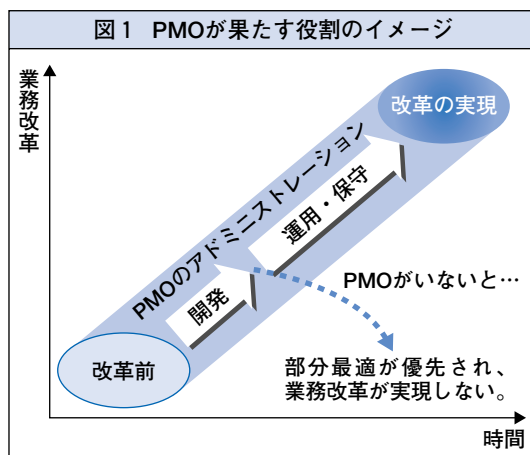 図1 PMOが果たす役割のイメージ
業務改革
改革の実現
PMOのアドミニストレーション
運用・保守
開発
PMOがいないと…
改革前
部分最適が優先され、
業務改革が実現しない。
時間